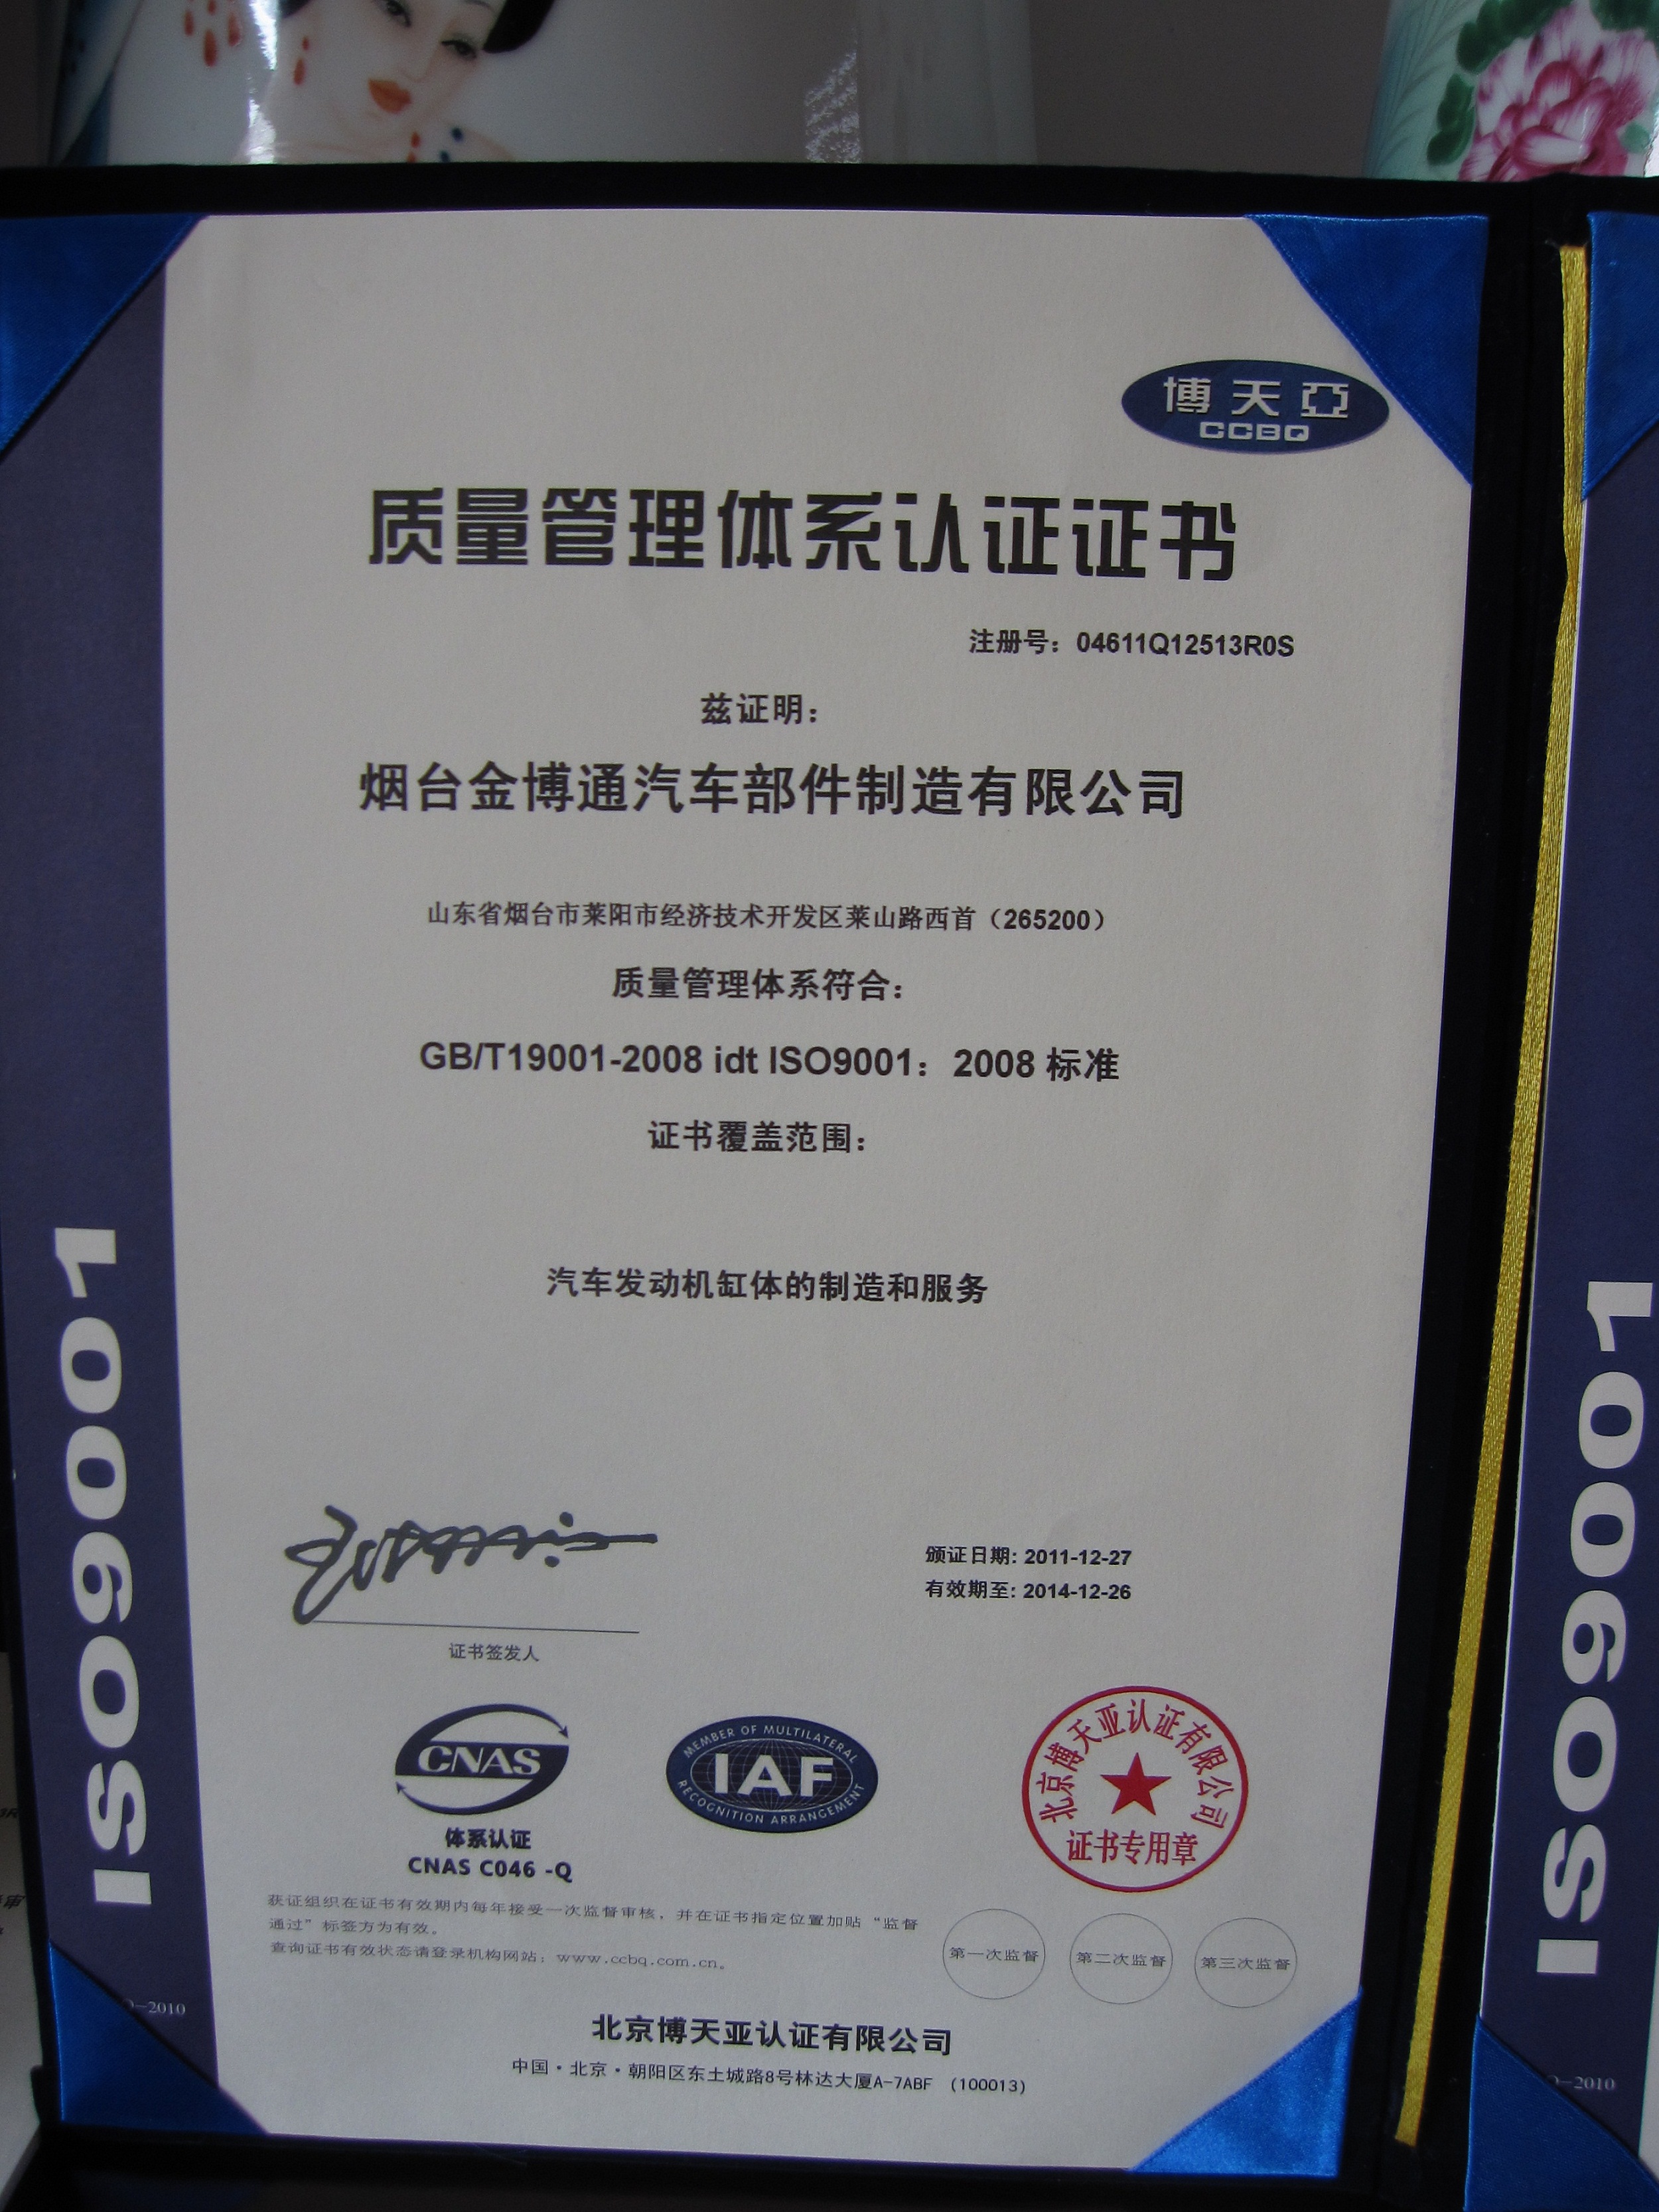 博天亞
CCBQ
质量管理体系认证证书
注册号：04611Q12513R0S
兹证明：
烟台金博通汽车部件制造有限公司
山东省烟台市莱阳市经济技术开发区莱山路西首（265200）
质量管理体系符合：
GB/T19001-2008 idt ISO9001：2008 标准
证书覆盖范围：
汽车发动机缸体的制造和服务
颁证日期: 2011-12-27
有效期至: 2014-12-26
证书签发人
CNAS
体系认证
CNAS C046 -Q
MEMBER OF MULTILATERAL
IAF
RECOGNITION ARRANGEMENT
北京博天亚认证有限公司
证书专用章
获证组织在证书有效期内每年接受一次监督审核，并在证书指定位置加贴“监督
通过”标签方为有效。
查询证书有效状态请登录机构网站：www.ccbq.com.cn。
第一次监督
第二次监督
第三次监督
北京博天亚认证有限公司
中国·北京·朝阳区东土城路8号林达大厦A-7ABF (100013)
ISO9001
-2010
ISO9001
-2010